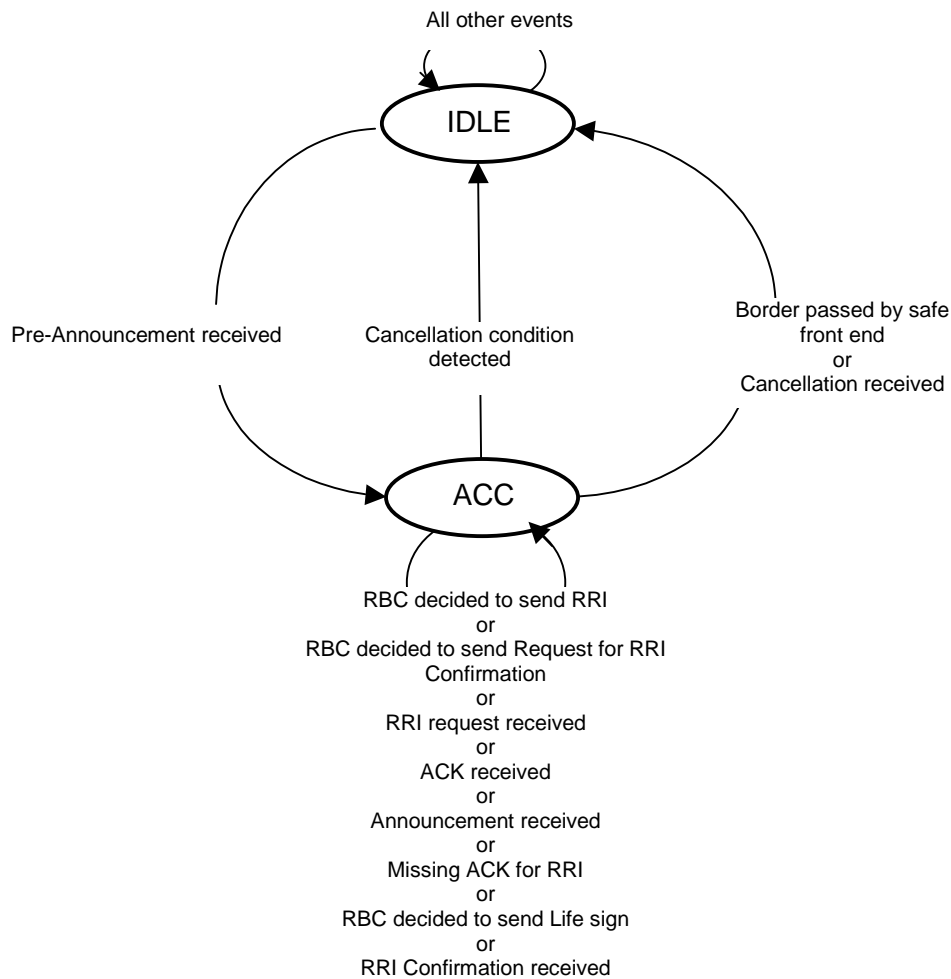 All other events
IDLE
Pre-Announcement received
Cancellation condition
detected
Border passed by safe
front end
or
Cancellation received
ACC
RBC decided to send RRI
or
RBC decided to send Request for RRI
Confirmation
or
RRI request received
or
ACK received
or
Announcement received
or
Missing ACK for RRI
or
RBC decided to send Life sign
or
RRI Confirmation received